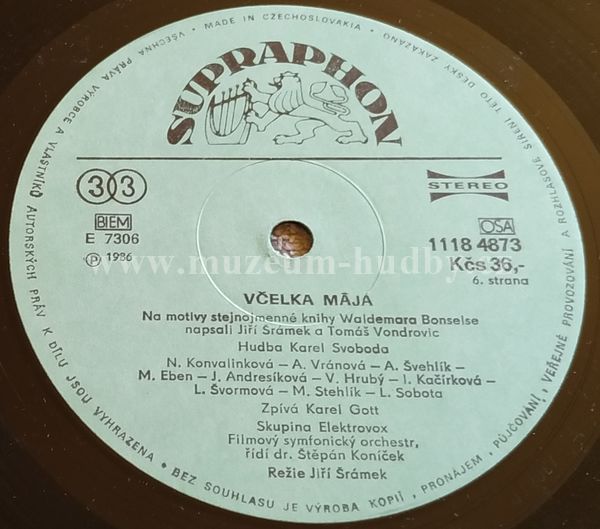 MADE IN CZECHOSLOVAKIA • VŠECHNA PRÁVA VÝROBCE A VLASTNÍKŮ AUTORSKÝCH PRÁV K DÍLU JSOU VYHRAZENA • BEZ SOUHLASU JE VÝROBA KOPIÍ, PRONÁJEM, PŮJČOVÁNÍ, VEŘEJNÉ PROVOZOVÁNÍ A ROZHLASOVÉ ŠÍŘENÍ TÉTO DESKY ZAKÁZÁNO •
SUPRAPHON
33
STEREO
BIEM
OSA
E 7306
1118 4873
Ⓟ 1986
Kčs 36,-
6. strana
www.muzeum-hudby.cz
VČELKA MÁJA
Na motivy stejnojmenné knihy Waldemara Bonselse
napsali Jiří Šrámek a Tomáš Vondrovic
Hudba Karel Svoboda
N. Konvalinková – A. Vránová – A. Švehlík –
M. Eben – J. Andresíková – V. Hrubý – I. Kačírková –
L. Švormová – M. Stehlík – L. Sobota
Zpívá Karel Gott
Skupina Elektrovox
Filmový symfonický orchestr,
řídí dr. Štěpán Koníček
Režie Jiří Šrámek